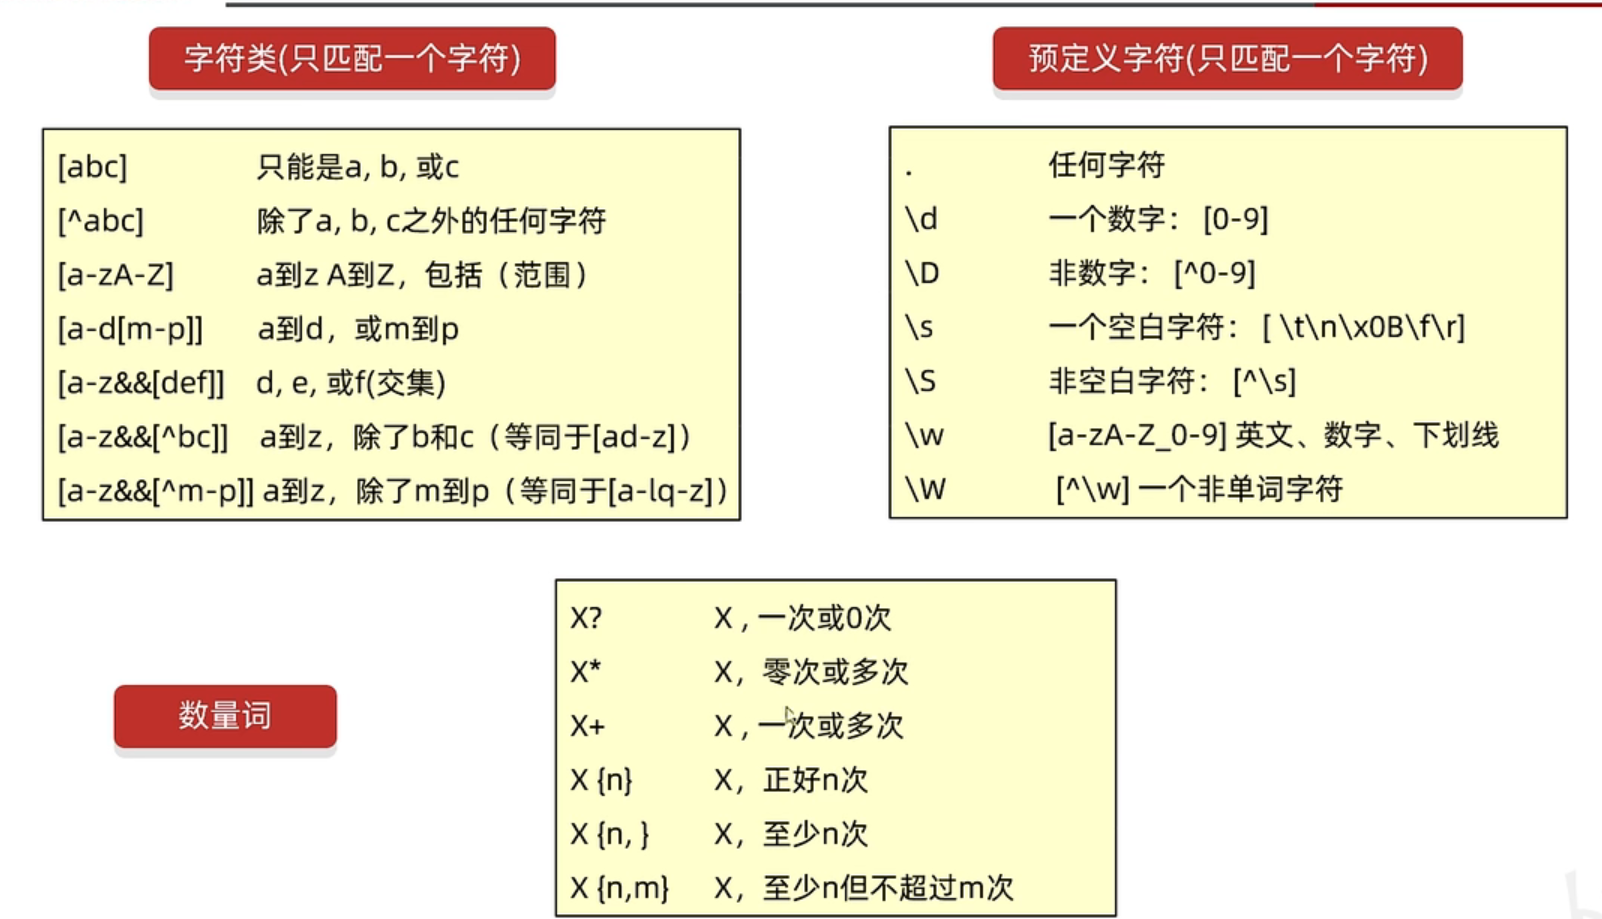 字符类(只匹配一个字符)
预定义字符(只匹配一个字符)
[abc] 只能是a, b, 或c
[^abc] 除了a, b, c之外的任何字符
[a-zA-Z] a到z A到Z，包括（范围）
[a-d[m-p]] a到d，或m到p
[a-z&&[def]] d, e, 或f(交集)
[a-z&&[^bc]] a到z，除了b和c（等同于[ad-z]）
[a-z&&[^m-p]] a到z，除了m到p（等同于[a-lq-z]）
. 任何字符
\d 一个数字： [0-9]
\D 非数字： [^0-9]
\s 一个空白字符： [ \t\n\x0B\f\r]
\S 非空白字符： [^\s]
\w [a-zA-Z_0-9] 英文、数字、下划线
\W [^\w] 一个非单词字符
数量词
X? X , 一次或0次
X* X，零次或多次
X+ X , 一次或多次
X {n} X，正好n次
X {n, } X，至少n次
X {n,m} X，至少n但不超过m次